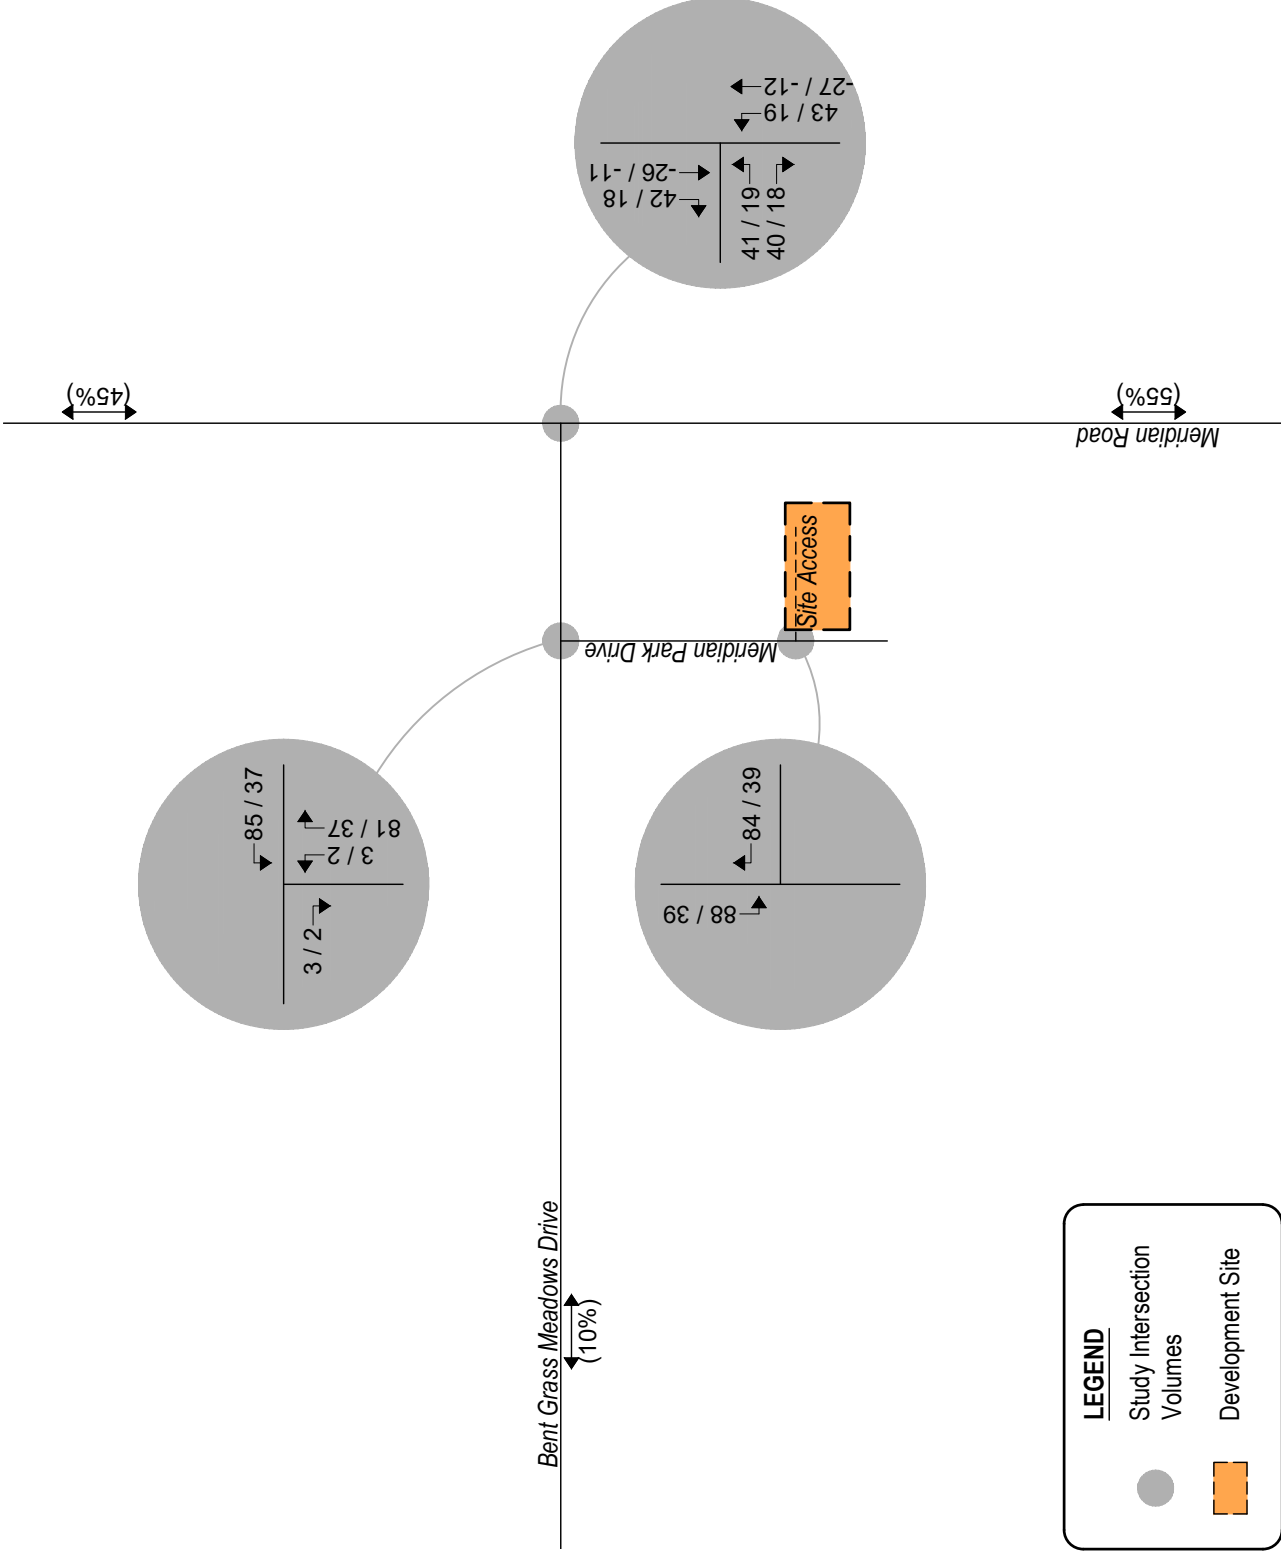 -27 / -12
43 / 19
-26 / -11
42 / 18
41 / 19
40 / 18
(45%)
(55%)
Meridian Road
Site Access
Meridian Park Drive
85 / 37
81 / 37
3 / 2
3 / 2
84 / 39
88 / 39
Bent Grass Meadows Drive
(10%)
LEGEND
Study Intersection
Volumes
Development Site